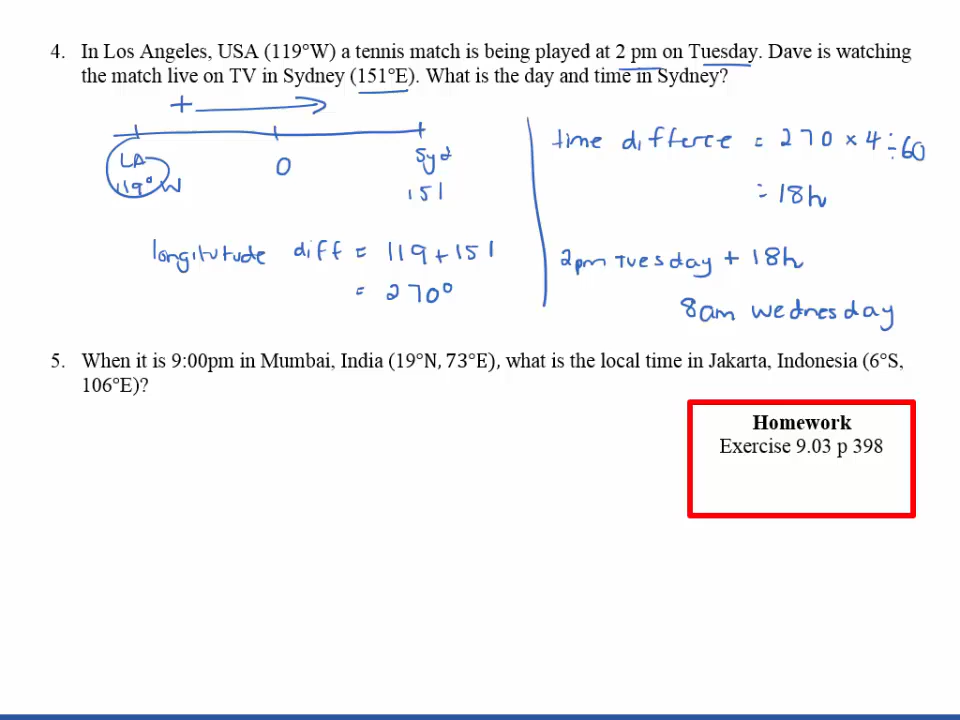 4. In Los Angeles, USA (119°W) a tennis match is being played at 2 pm on Tuesday. Dave is watching
the match live on TV in Sydney (151°E). What is the day and time in Sydney?
+
LA
119° W
0
Syd
151
longitutude diff = 119 + 151
= 270°
time differce = 270 × 4 ÷ 60
= 18h
2pm Tuesday + 18h
8am wednesday
5. When it is 9:00pm in Mumbai, India (19°N, 73°E), what is the local time in Jakarta, Indonesia (6°S,
106°E)?
Homework
Exercise 9.03 p 398